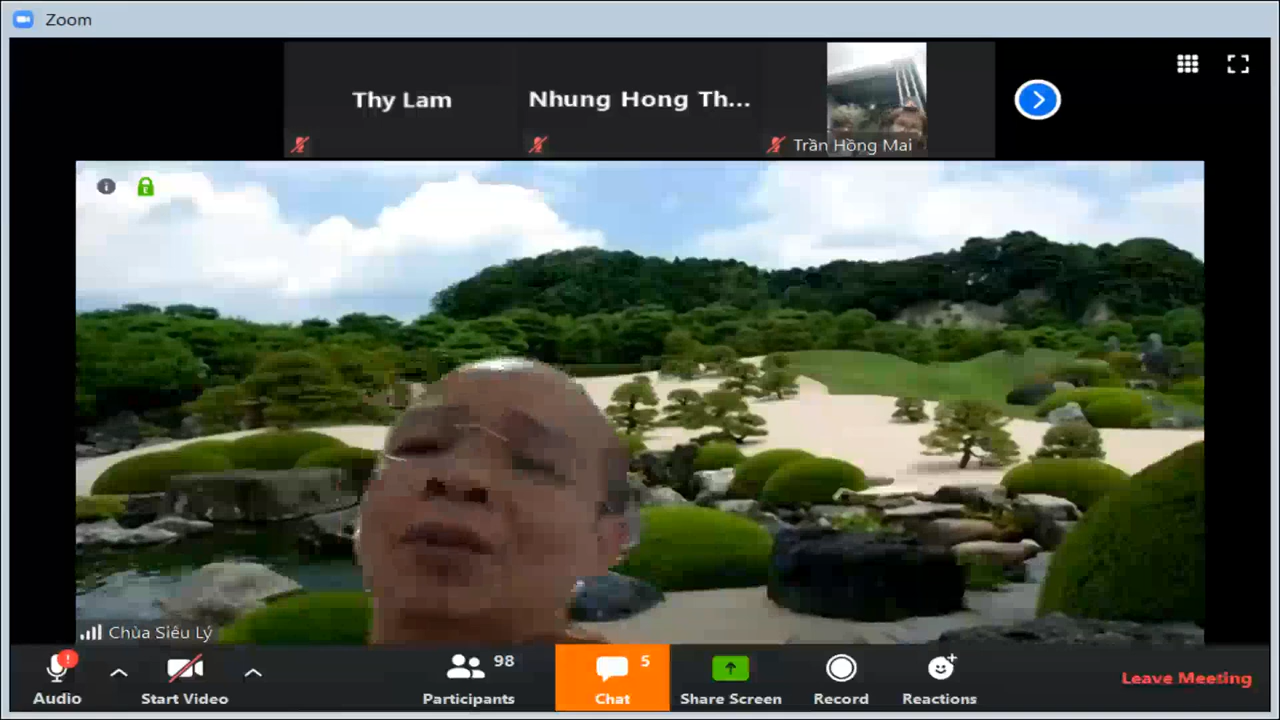 Zoom
Thy Lam
Nhung Hong Th...
Trần Hồng Mai
Chùa Siêu Lý
98
5
Audio
Start Video
Participants
Chat
Share Screen
Record
Reactions
Leave Meeting